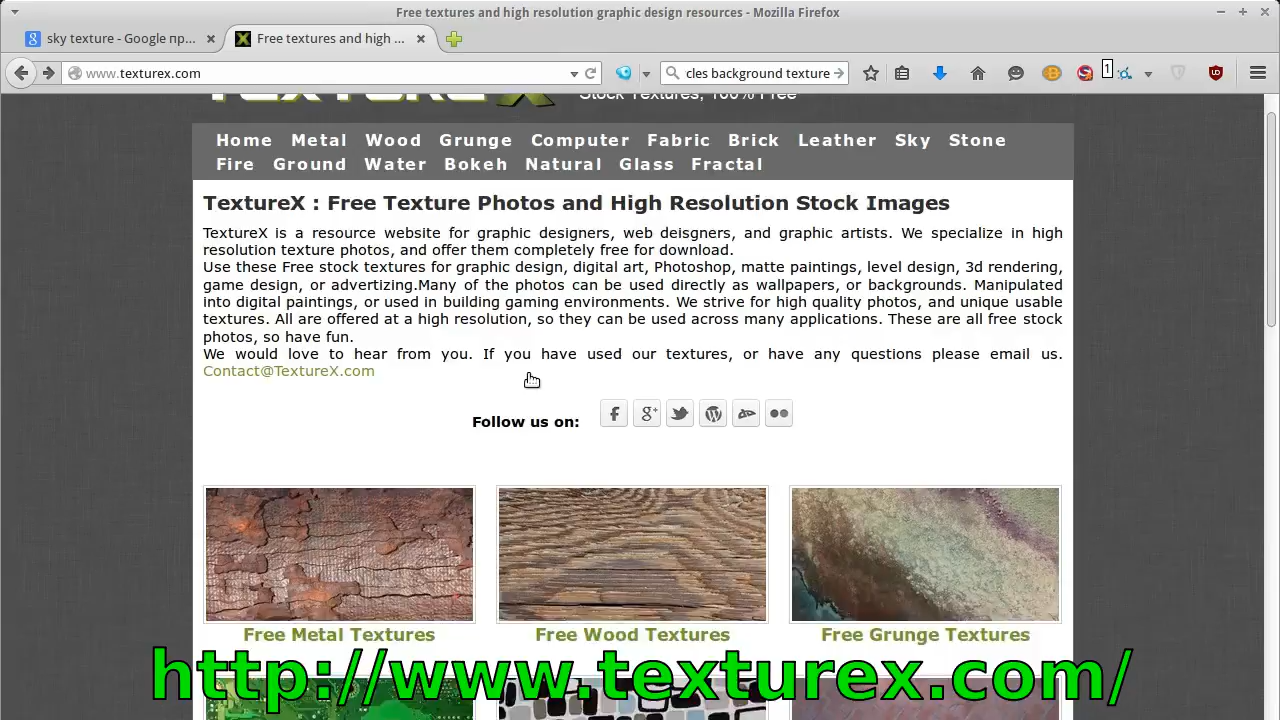 Free textures and high resolution graphic design resources - Mozilla Firefox
sky texture - Google пр...
Free textures and high ...
www.texturex.com
cles background texture
1
TEXTURE X
Stock Textures, 100% Free
Home Metal Wood Grunge Computer Fabric Brick Leather Sky Stone
Fire Ground Water Bokeh Natural Glass Fractal
TextureX : Free Texture Photos and High Resolution Stock Images
TextureX is a resource website for graphic designers, web deisgners, and graphic artists. We specialize in high
resolution texture photos, and offer them completely free for download.
Use these Free stock textures for graphic design, digital art, Photoshop, matte paintings, level design, 3d rendering,
game design, or advertizing.Many of the photos can be used directly as wallpapers, or backgrounds. Manipulated
into digital paintings, or used in building gaming environments. We strive for high quality photos, and unique usable
textures. All are offered at a high resolution, so they can be used across many applications. These are all free stock
photos, so have fun.
We would love to hear from you. If you have used our textures, or have any questions please email us.
Contact@TextureX.com
Follow us on:
Free Metal Textures
Free Wood Textures
Free Grunge Textures
http://www.texturex.com/